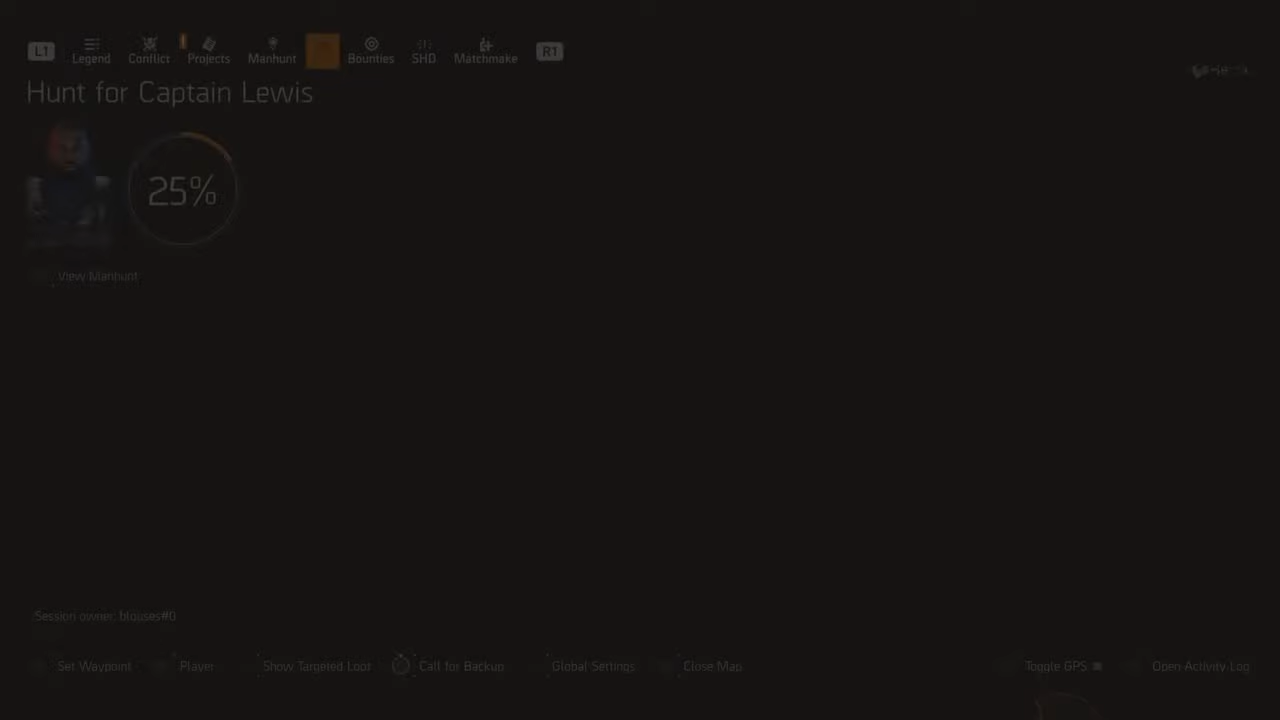 L1 Legend Conflict Projects Manhunt Bounties SHD Matchmake R1
Hunt for Captain Lewis
25%
View Manhunt
Session owner: blouses#0
Set Waypoint Player Show Targeted Loot Call for Backup Global Settings Close Map Toggle GPS Open Activity Log